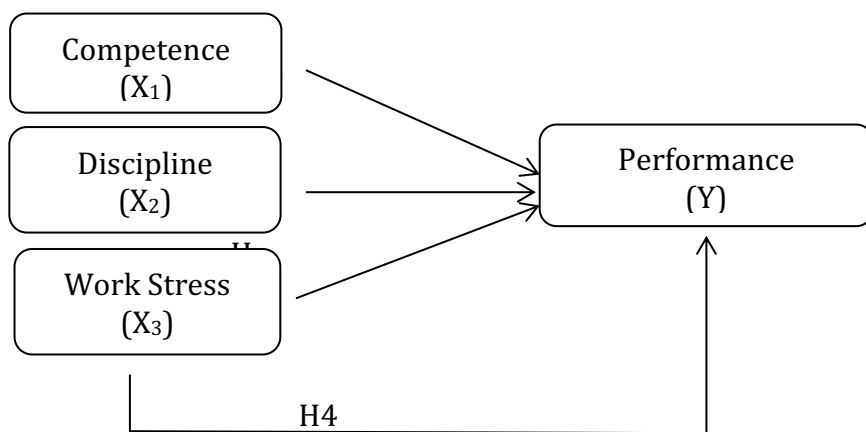 Competence
(X₁)
Discipline
(X₂)
Performance
(Y)
Work Stress
(X₃)
H4